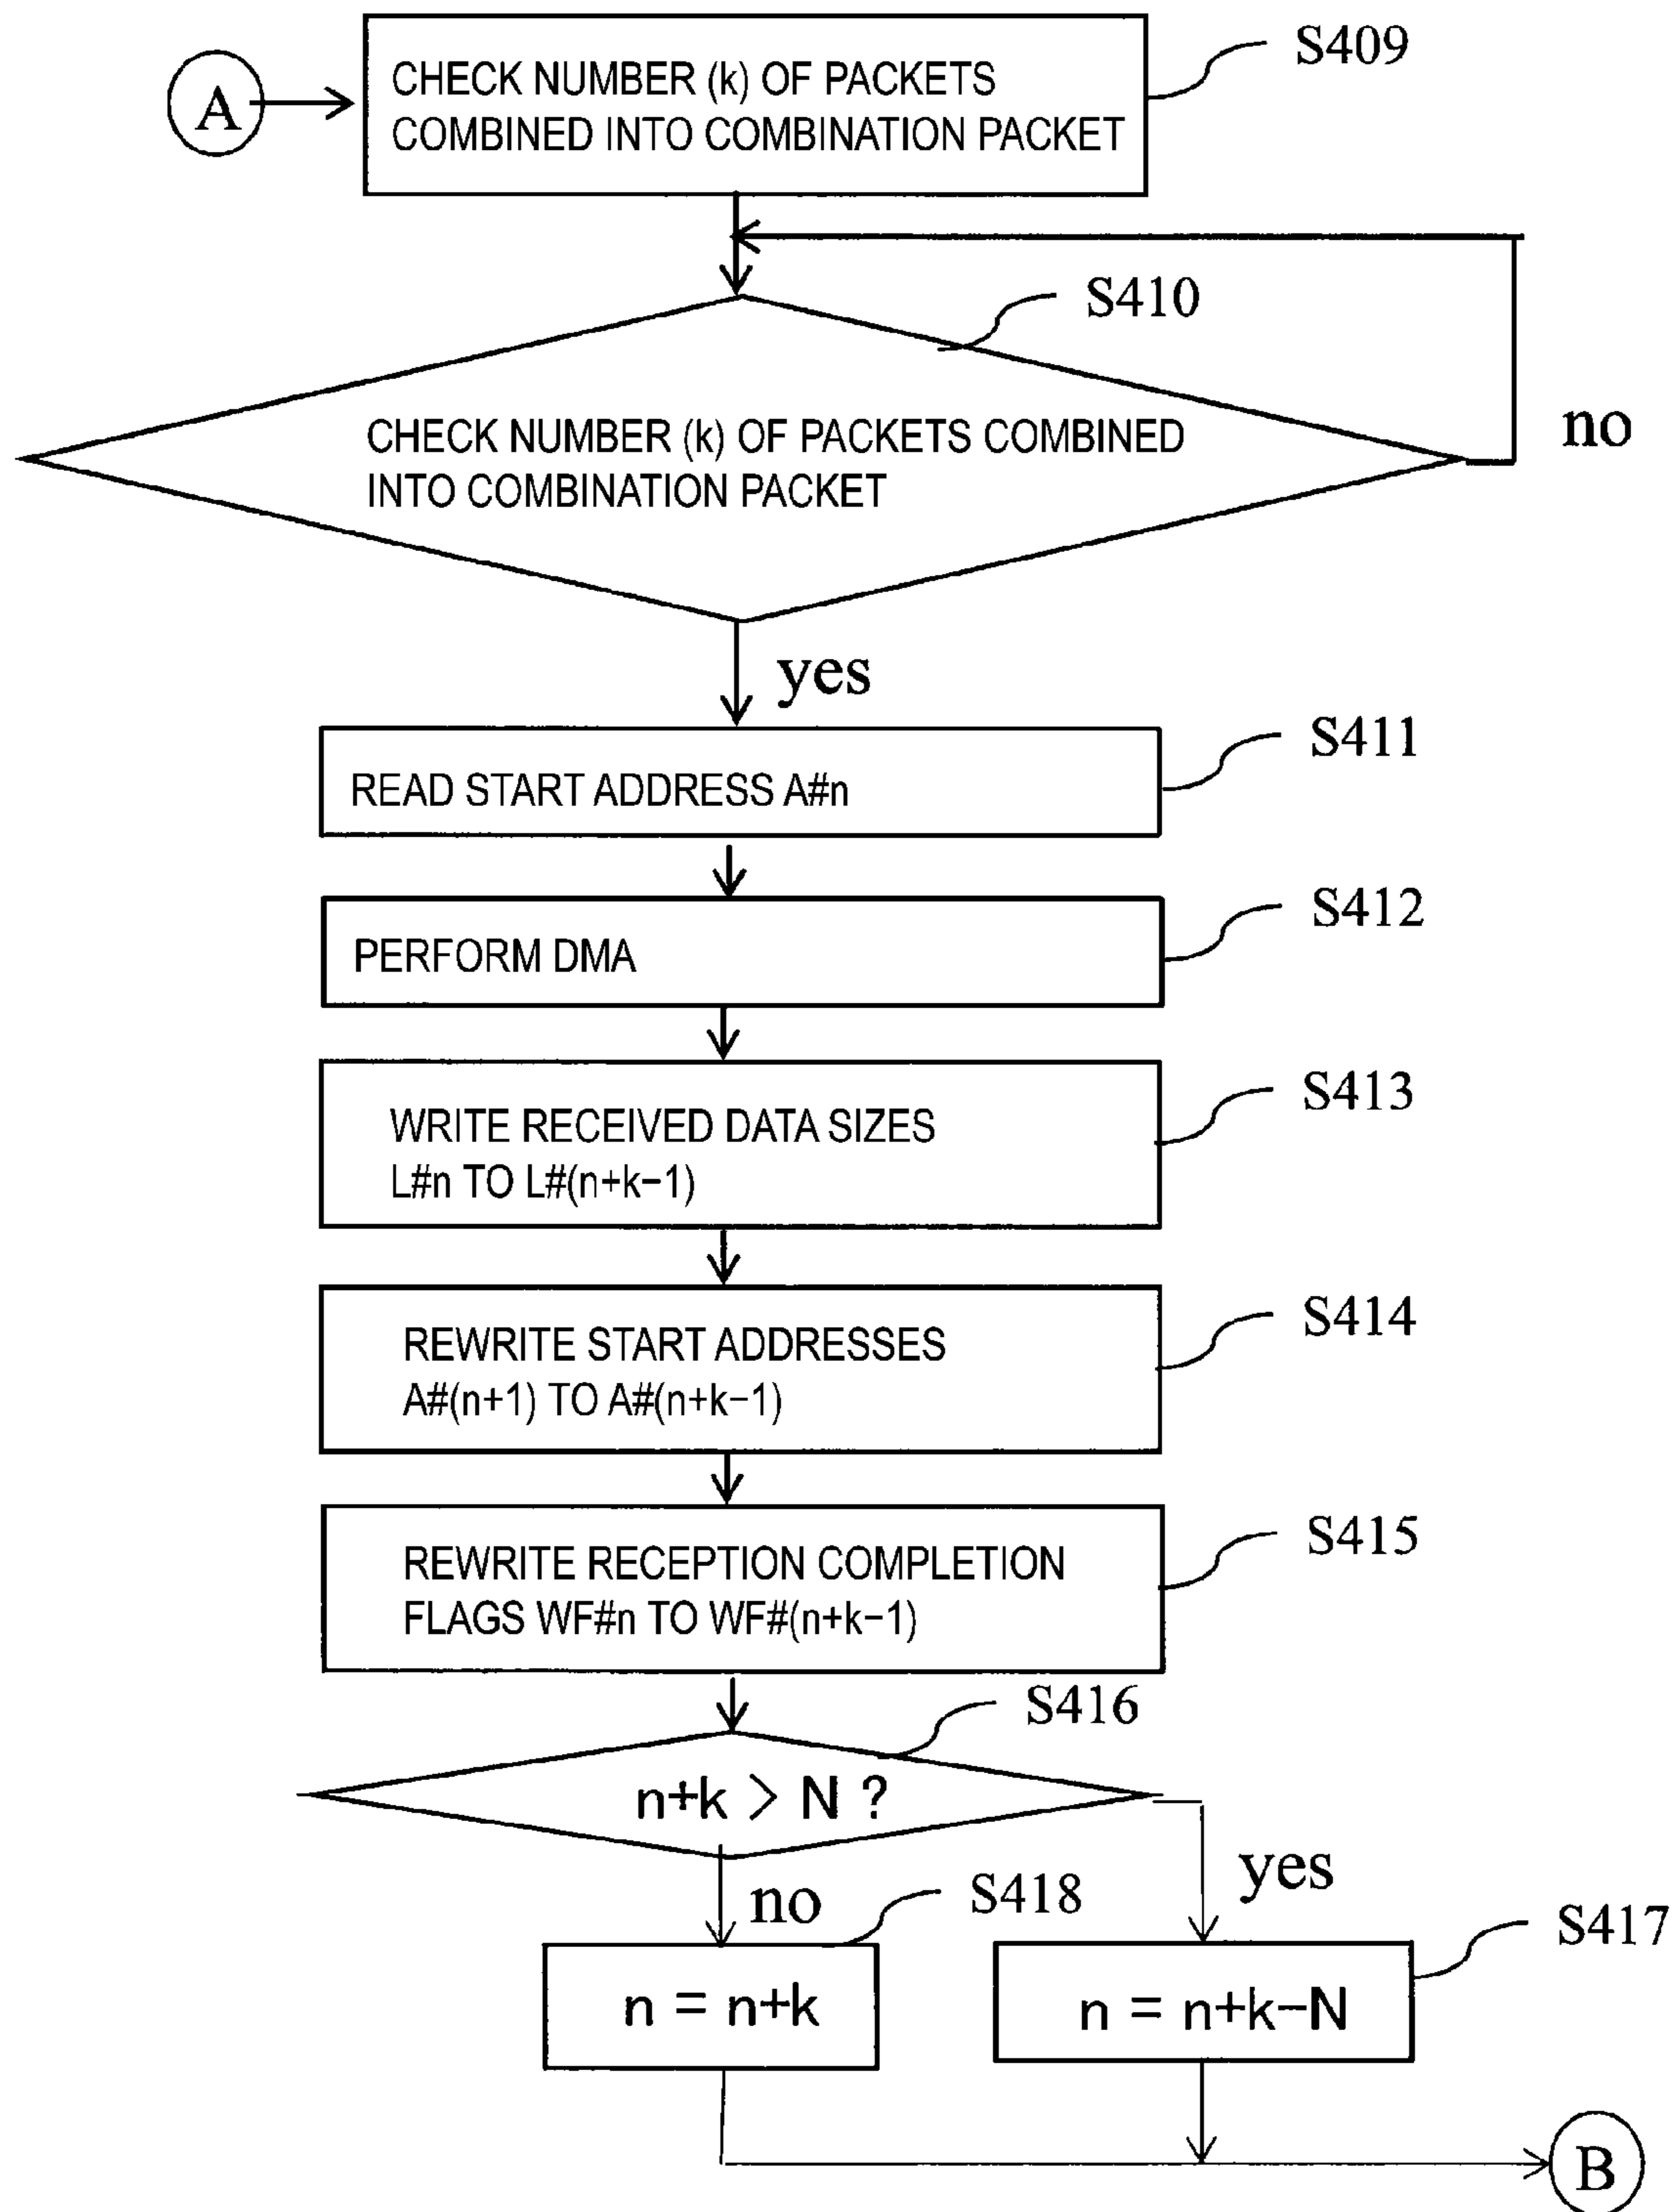 S409
A
CHECK NUMBER (k) OF PACKETS
COMBINED INTO COMBINATION PACKET
S410
CHECK NUMBER (k) OF PACKETS COMBINED
INTO COMBINATION PACKET
no
yes
S411
READ START ADDRESS A#n
S412
PERFORM DMA
S413
WRITE RECEIVED DATA SIZES
L#n TO L#(n+k−1)
S414
REWRITE START ADDRESSES
A#(n+1) TO A#(n+k−1)
S415
REWRITE RECEPTION COMPLETION
FLAGS WF#n TO WF#(n+k−1)
S416
n+k > N ?
yes
no
S418
S417
n = n+k
n = n+k−N
B